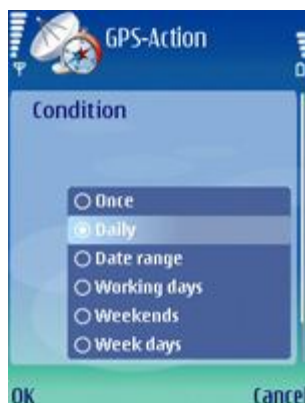 GPS-Action
Condition
Once
Daily
Date range
Working days
Weekends
Week days
OK Cancel